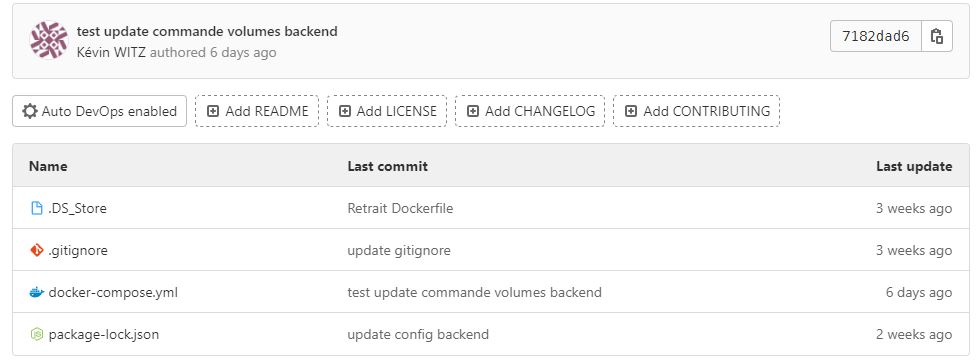 test update commande volumes backend
Kévin WITZ authored 6 days ago
7182dad6
Auto DevOps enabled Add README Add LICENSE Add CHANGELOG Add CONTRIBUTING
Name Last commit Last update
.DS_Store Retrait Dockerfile 3 weeks ago
.gitignore update gitignore 3 weeks ago
docker-compose.yml test update commande volumes backend 6 days ago
package-lock.json update config backend 2 weeks ago